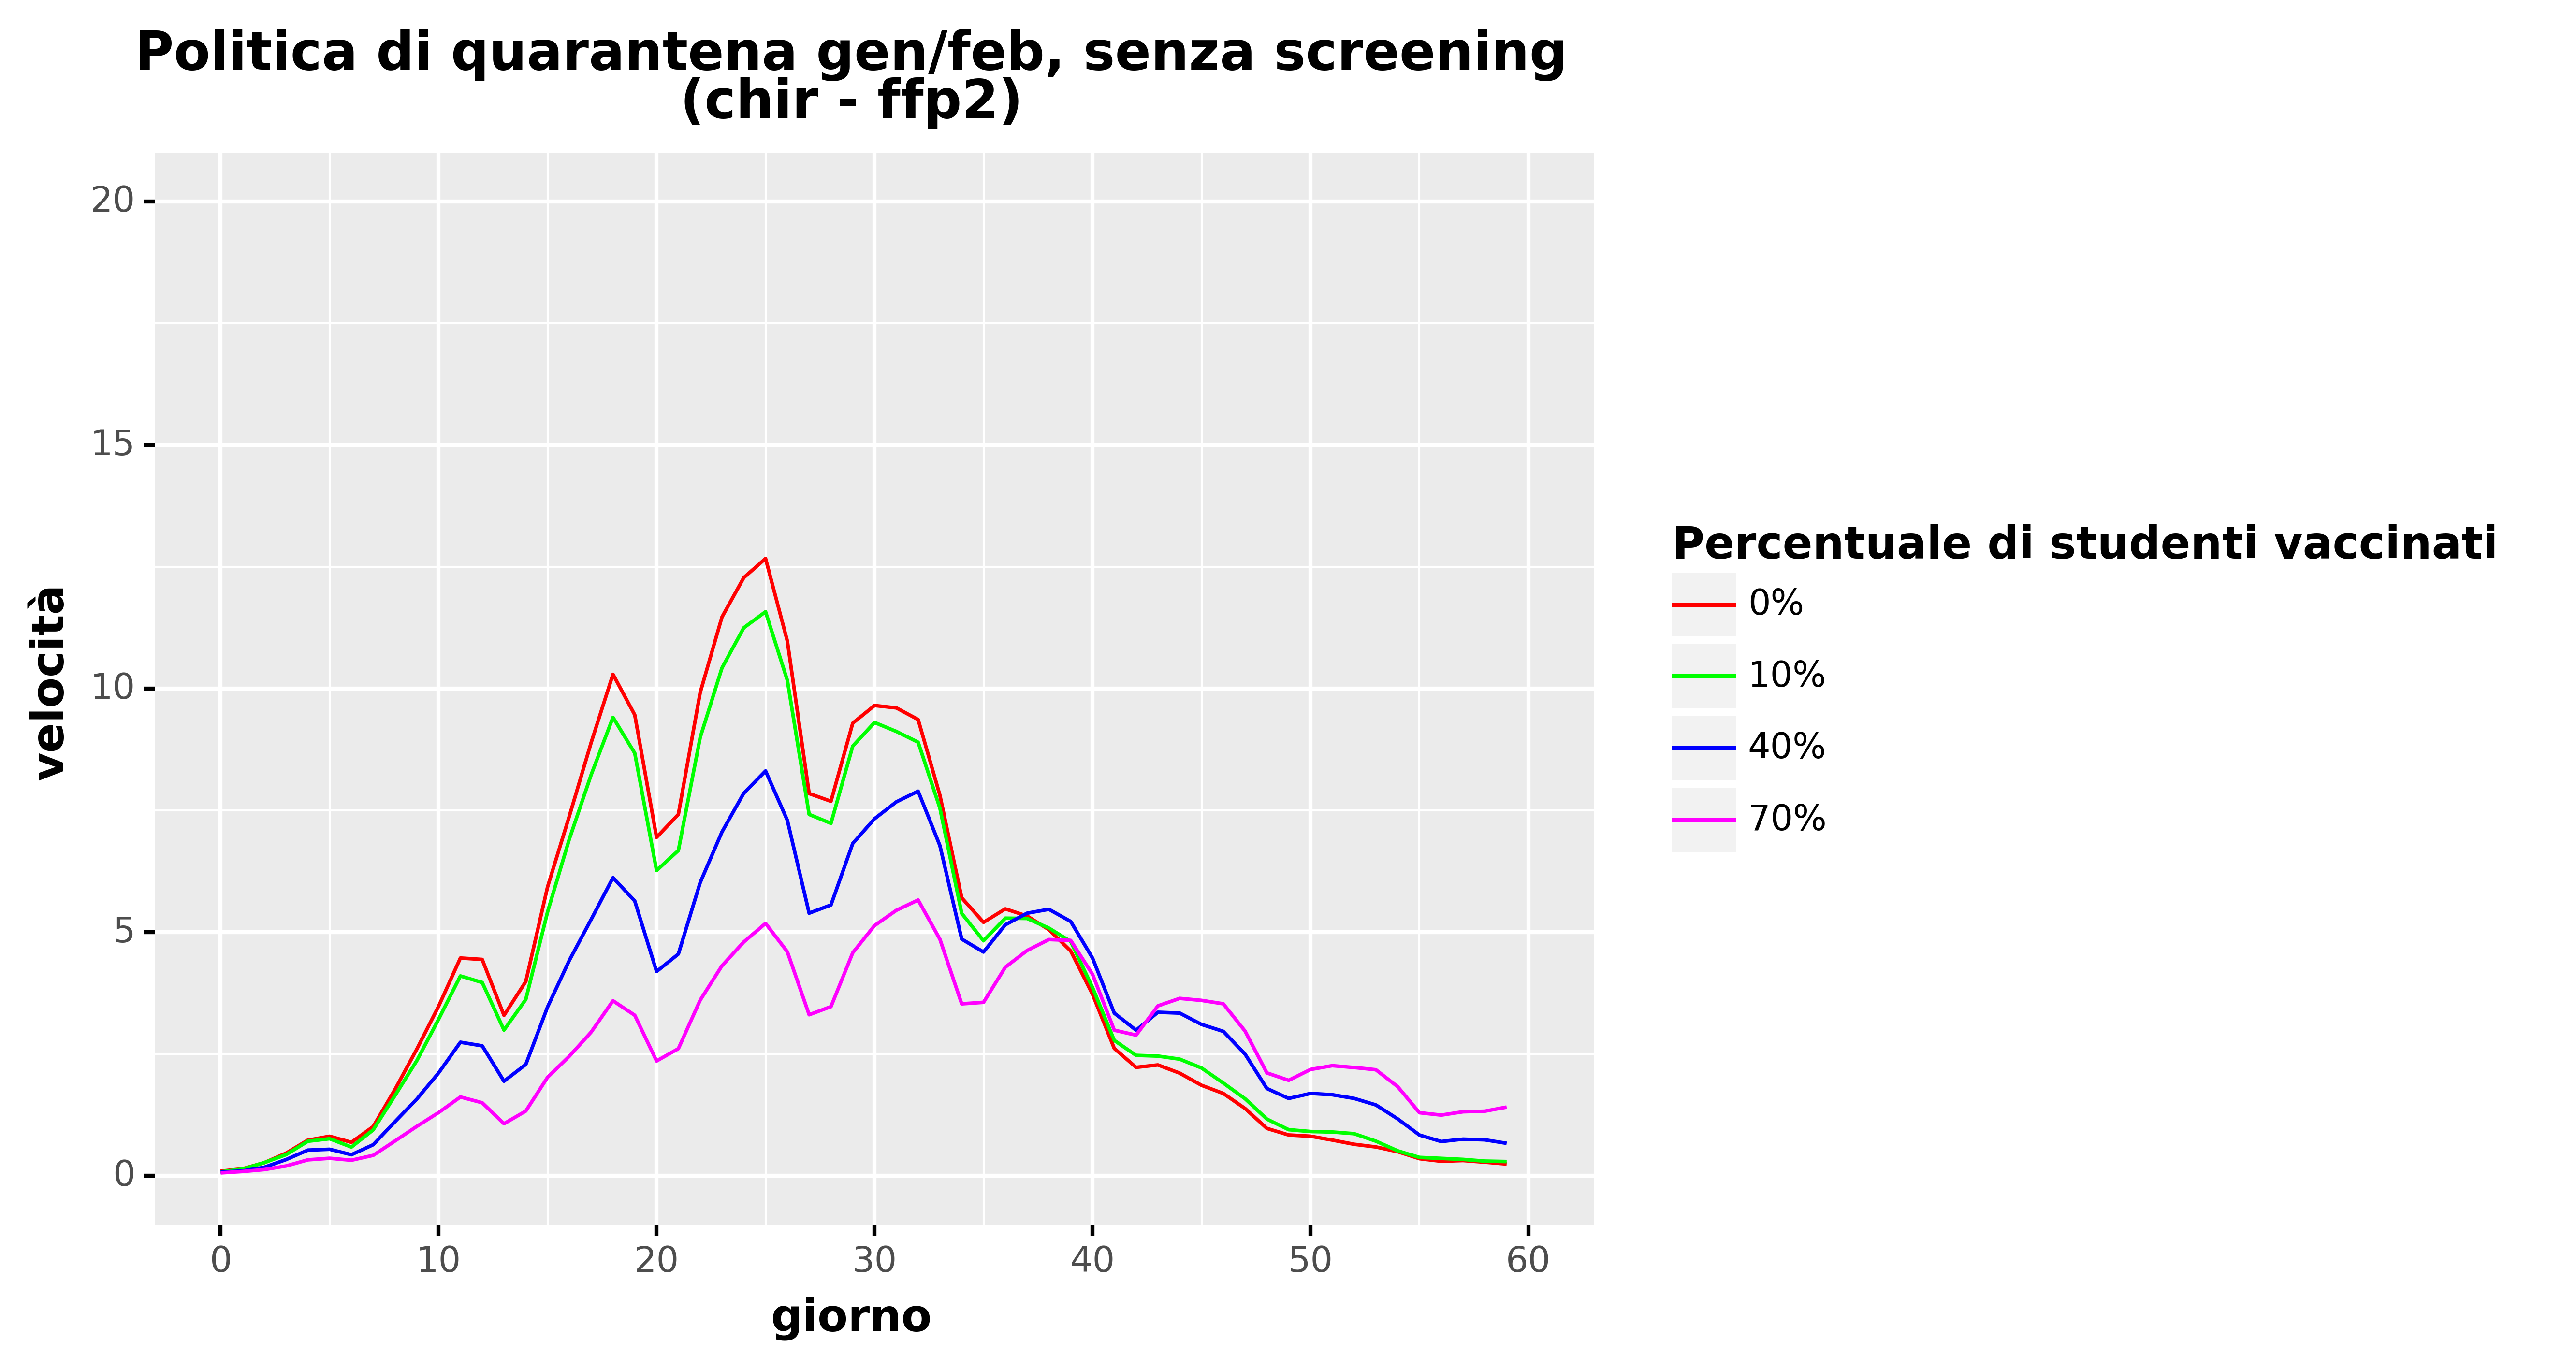 Politica di quarantena gen/feb, senza screening
(chir - ffp2)
20
15
10
5
0
velocità
0 10 20 30 40 50 60
giorno
Percentuale di studenti vaccinati
0%
10%
40%
70%